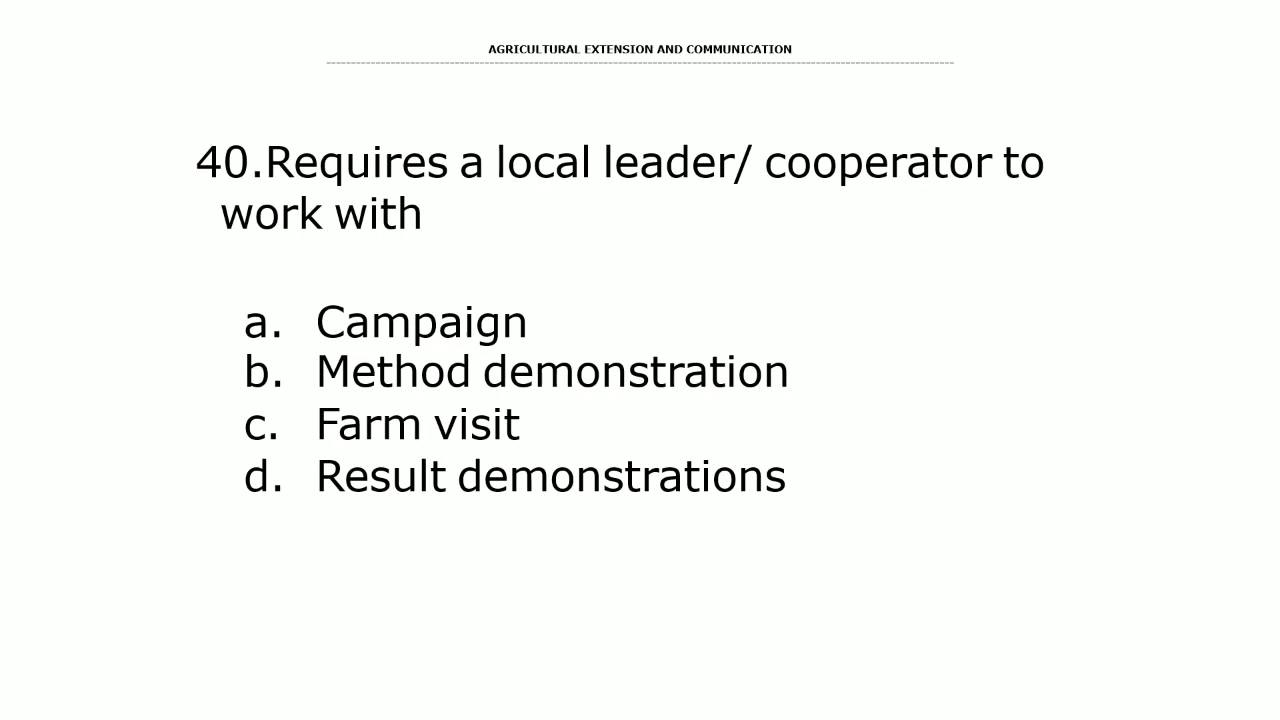 AGRICULTURAL EXTENSION AND COMMUNICATION
40.Requires a local leader/ cooperator to
work with
a. Campaign
b. Method demonstration
c. Farm visit
d. Result demonstrations